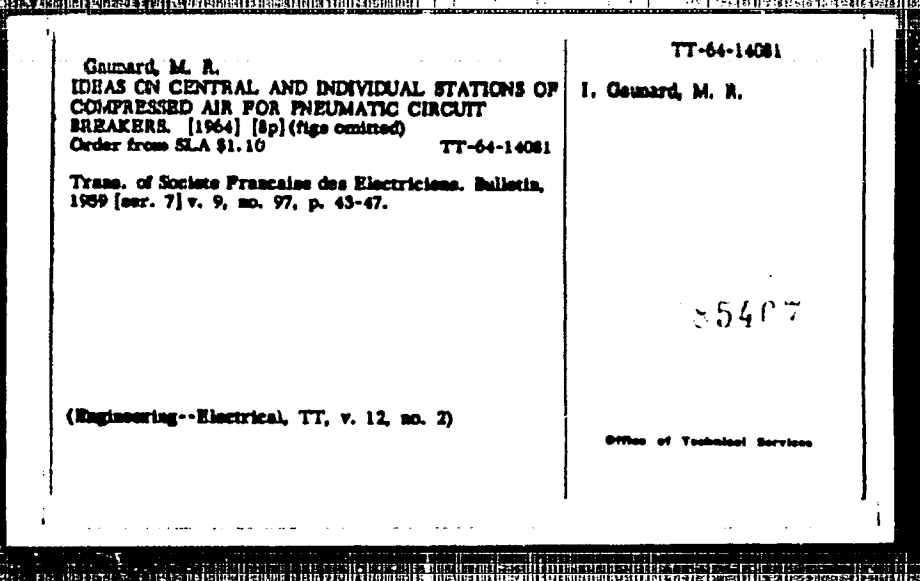 Gaunard, M. R.
IDEAS ON CENTRAL AND INDIVIDUAL STATIONS OF
COMPRESSED AIR FOR PNEUMATIC CIRCUIT
BREAKERS. [1964] [8p] (figs omitted)
Order from SLA $1.10 TT-64-14081
Trans. of Societe Francaise des Electriciens. Bulletin,
1959 [ser. 7] v. 9, no. 97, p. 43-47.
(Engineering--Electrical, TT, v. 12, no. 2)
TT-64-14081
I. Gaunard, M. R.
Office of Technical Services